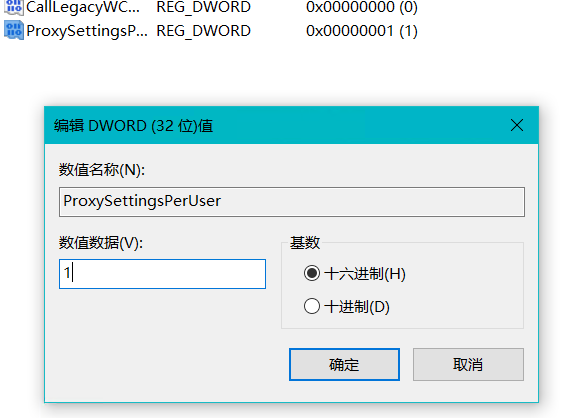 CallLegacyWC... REG_DWORD 0x00000000 (0)
ProxySettingsP... REG_DWORD 0x00000001 (1)
编辑 DWORD (32 位)值
数值名称(N):
ProxySettingsPerUser
数值数据(V):
1
基数
十六进制(H)
十进制(D)
确定
取消